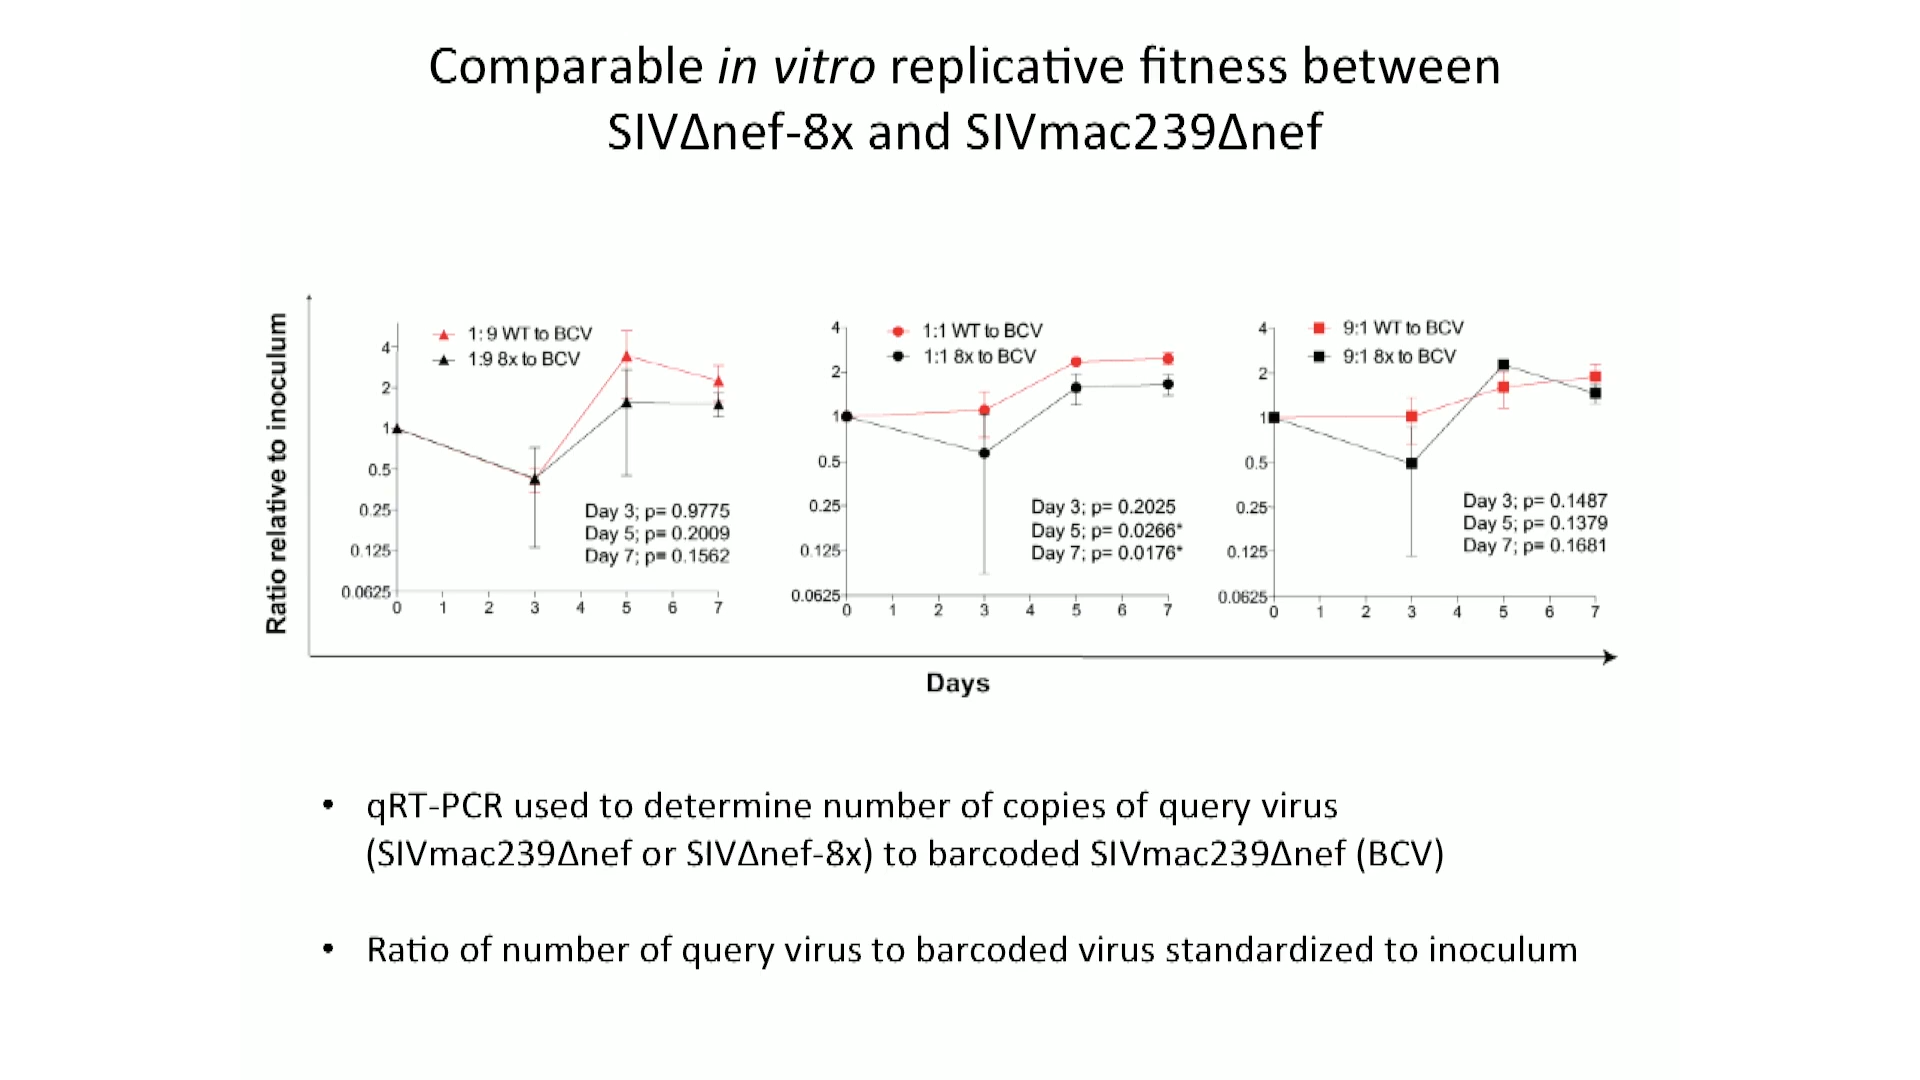 Comparable in vitro replicative fitness between
SIVΔnef-8x and SIVmac239Δnef
Ratio relative to inoculum
1:9 WT to BCV
1:9 8x to BCV
4
2
1
0.5
0.25
0.125
0.0625
0 1 2 3 4 5 6 7
Day 3; p= 0.9775
Day 5; p= 0.2009
Day 7; p= 0.1562
1:1 WT to BCV
1:1 8x to BCV
4
2
1
0.5
0.25
0.125
0.0625
0 1 2 3 4 5 6 7
Day 3; p= 0.2025
Day 5; p= 0.0266*
Day 7; p= 0.0176*
9:1 WT to BCV
9:1 8x to BCV
4
2
1
0.5
0.25
0.125
0.0625
0 1 2 3 4 5 6 7
Day 3; p= 0.1487
Day 5; p= 0.1379
Day 7; p= 0.1681
Days
• qRT-PCR used to determine number of copies of query virus
(SIVmac239Δnef or SIVΔnef-8x) to barcoded SIVmac239Δnef (BCV)
• Ratio of number of query virus to barcoded virus standardized to inoculum